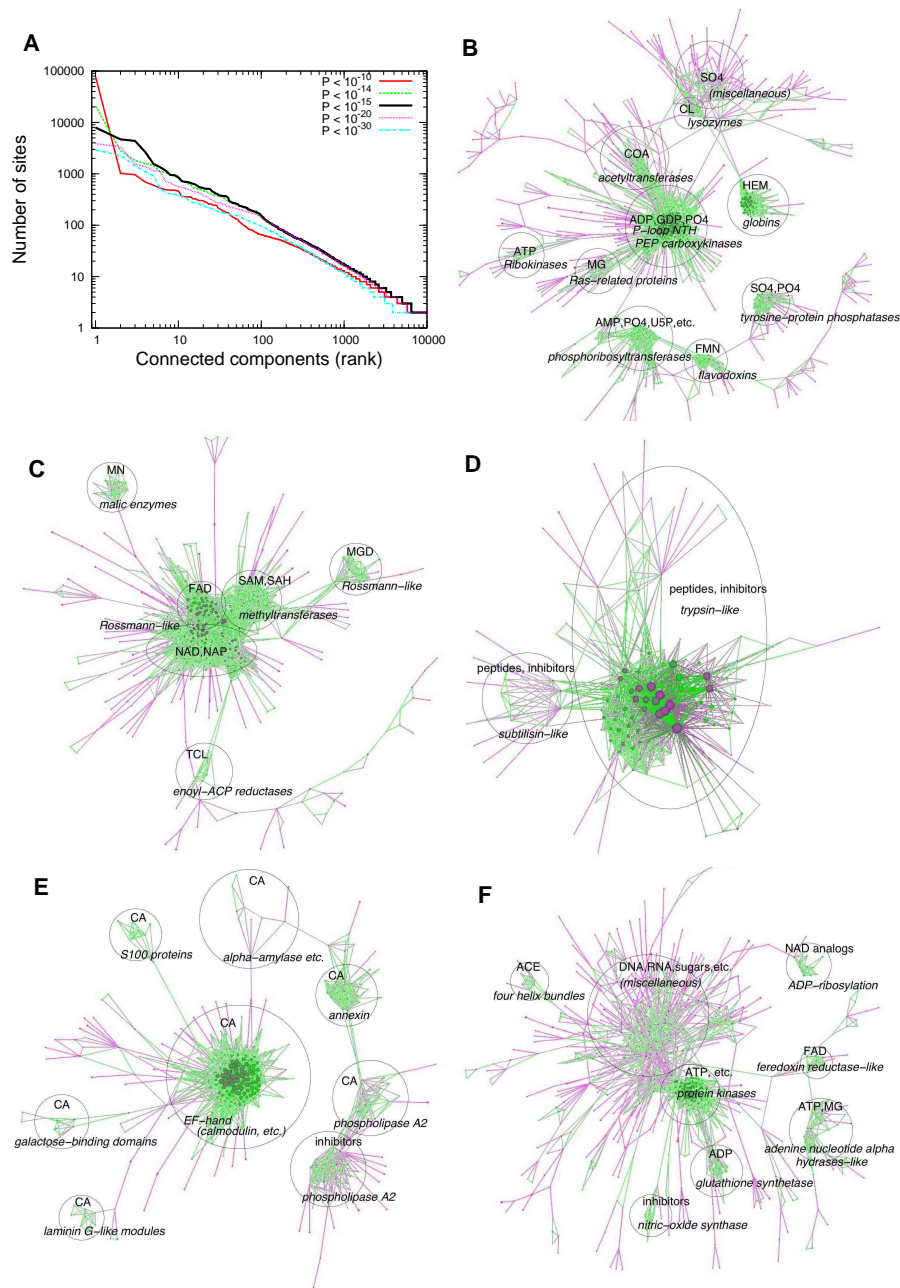 A
100000
10000
1000
100
10
1
1
10
100
1000
10000
Number of sites
Connected components (rank)
P < 10^-10
P < 10^-14
P < 10^-15
P < 10^-20
P < 10^-30
B
SO4
(miscellaneous)
CL
lysozymes
COA
acetyltransferases
HEM
globins
ADP,GDP,PO4
P-loop NTH
PEP carboxykinases
ATP
Ribokinases
MG
Ras-related proteins
SO4,PO4
tyrosine-protein phosphatases
AMP,PO4,U5P,etc.
phosphoribosyltransferases
FMN
flavodoxins
C
MN
malic enzymes
FAD
SAM,SAH
methyltransferases
MGD
Rossmann-like
Rossmann-like
NAD,NAP
TCL
enoyl-ACP reductases
D
peptides, inhibitors
trypsin-like
peptides, inhibitors
subtilisin-like
E
CA
CA
S100 proteins
alpha-amylase etc.
CA
annexin
CA
EF-hand
(calmodulin, etc.)
CA
phospholipase A2
CA
galactose-binding domains
inhibitors
phospholipase A2
CA
laminin G-like modules
F
ACE
four helix bundles
DNA,RNA,sugars,etc.
(miscellaneous)
NAD analogs
ADP-ribosylation
FAD
feredoxin reductase-like
ATP, etc.
protein kinases
ATP,MG
adenine nucleotide alpha
hydrases-like
ADP
glutathione synthetase
inhibitors
nitric-oxide synthase